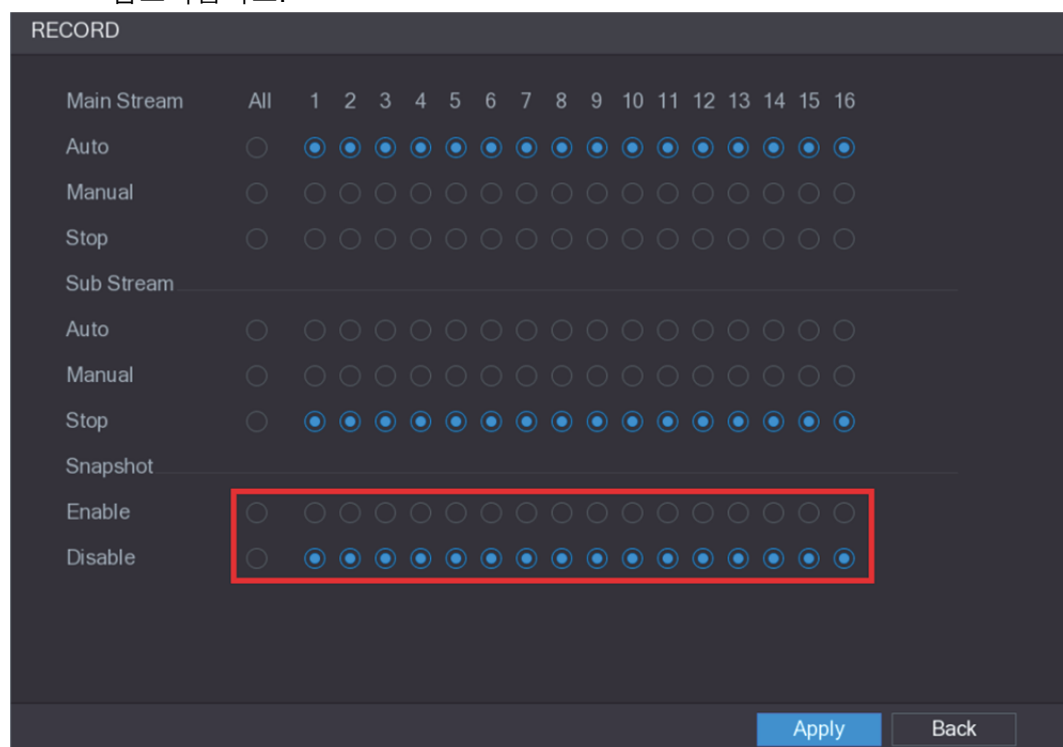 RECORD
Main Stream All 1 2 3 4 5 6 7 8 9 10 11 12 13 14 15 16
Auto
Manual
Stop
Sub Stream
Auto
Manual
Stop
Snapshot
Enable
Disable
Apply Back